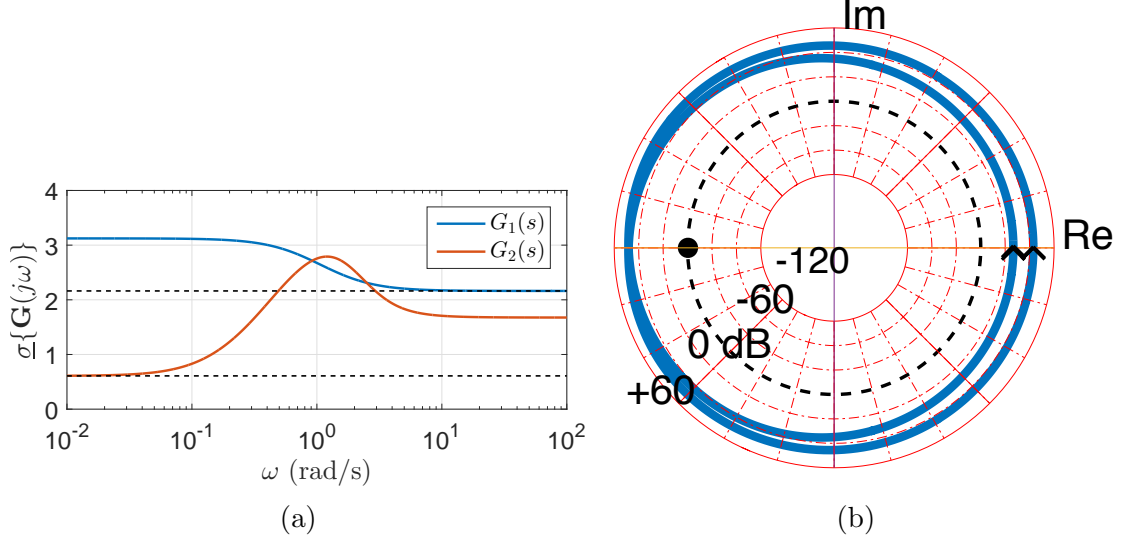 4
3
2
1
0
σ{G(jω)}
G₁(s)
G₂(s)
10⁻² 10⁻¹ 10⁰ 10¹ 10²
ω (rad/s)
(a)
Im
Re
-120
-60
0 dB
+60
(b)